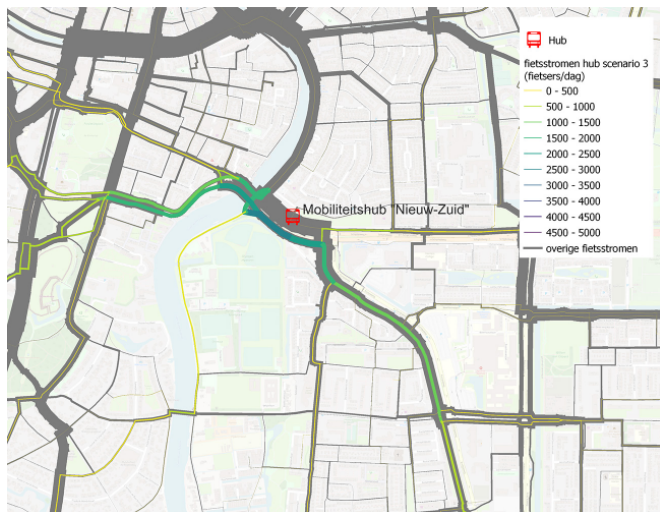 Hub
fietsstromen hub scenario 3
(fietsers/dag)
0 - 500
500 - 1000
1000 - 1500
1500 - 2000
2000 - 2500
2500 - 3000
3000 - 3500
3500 - 4000
4000 - 4500
4500 - 5000
overige fietsstromen
Mobiliteitshub "Nieuw-Zuid"